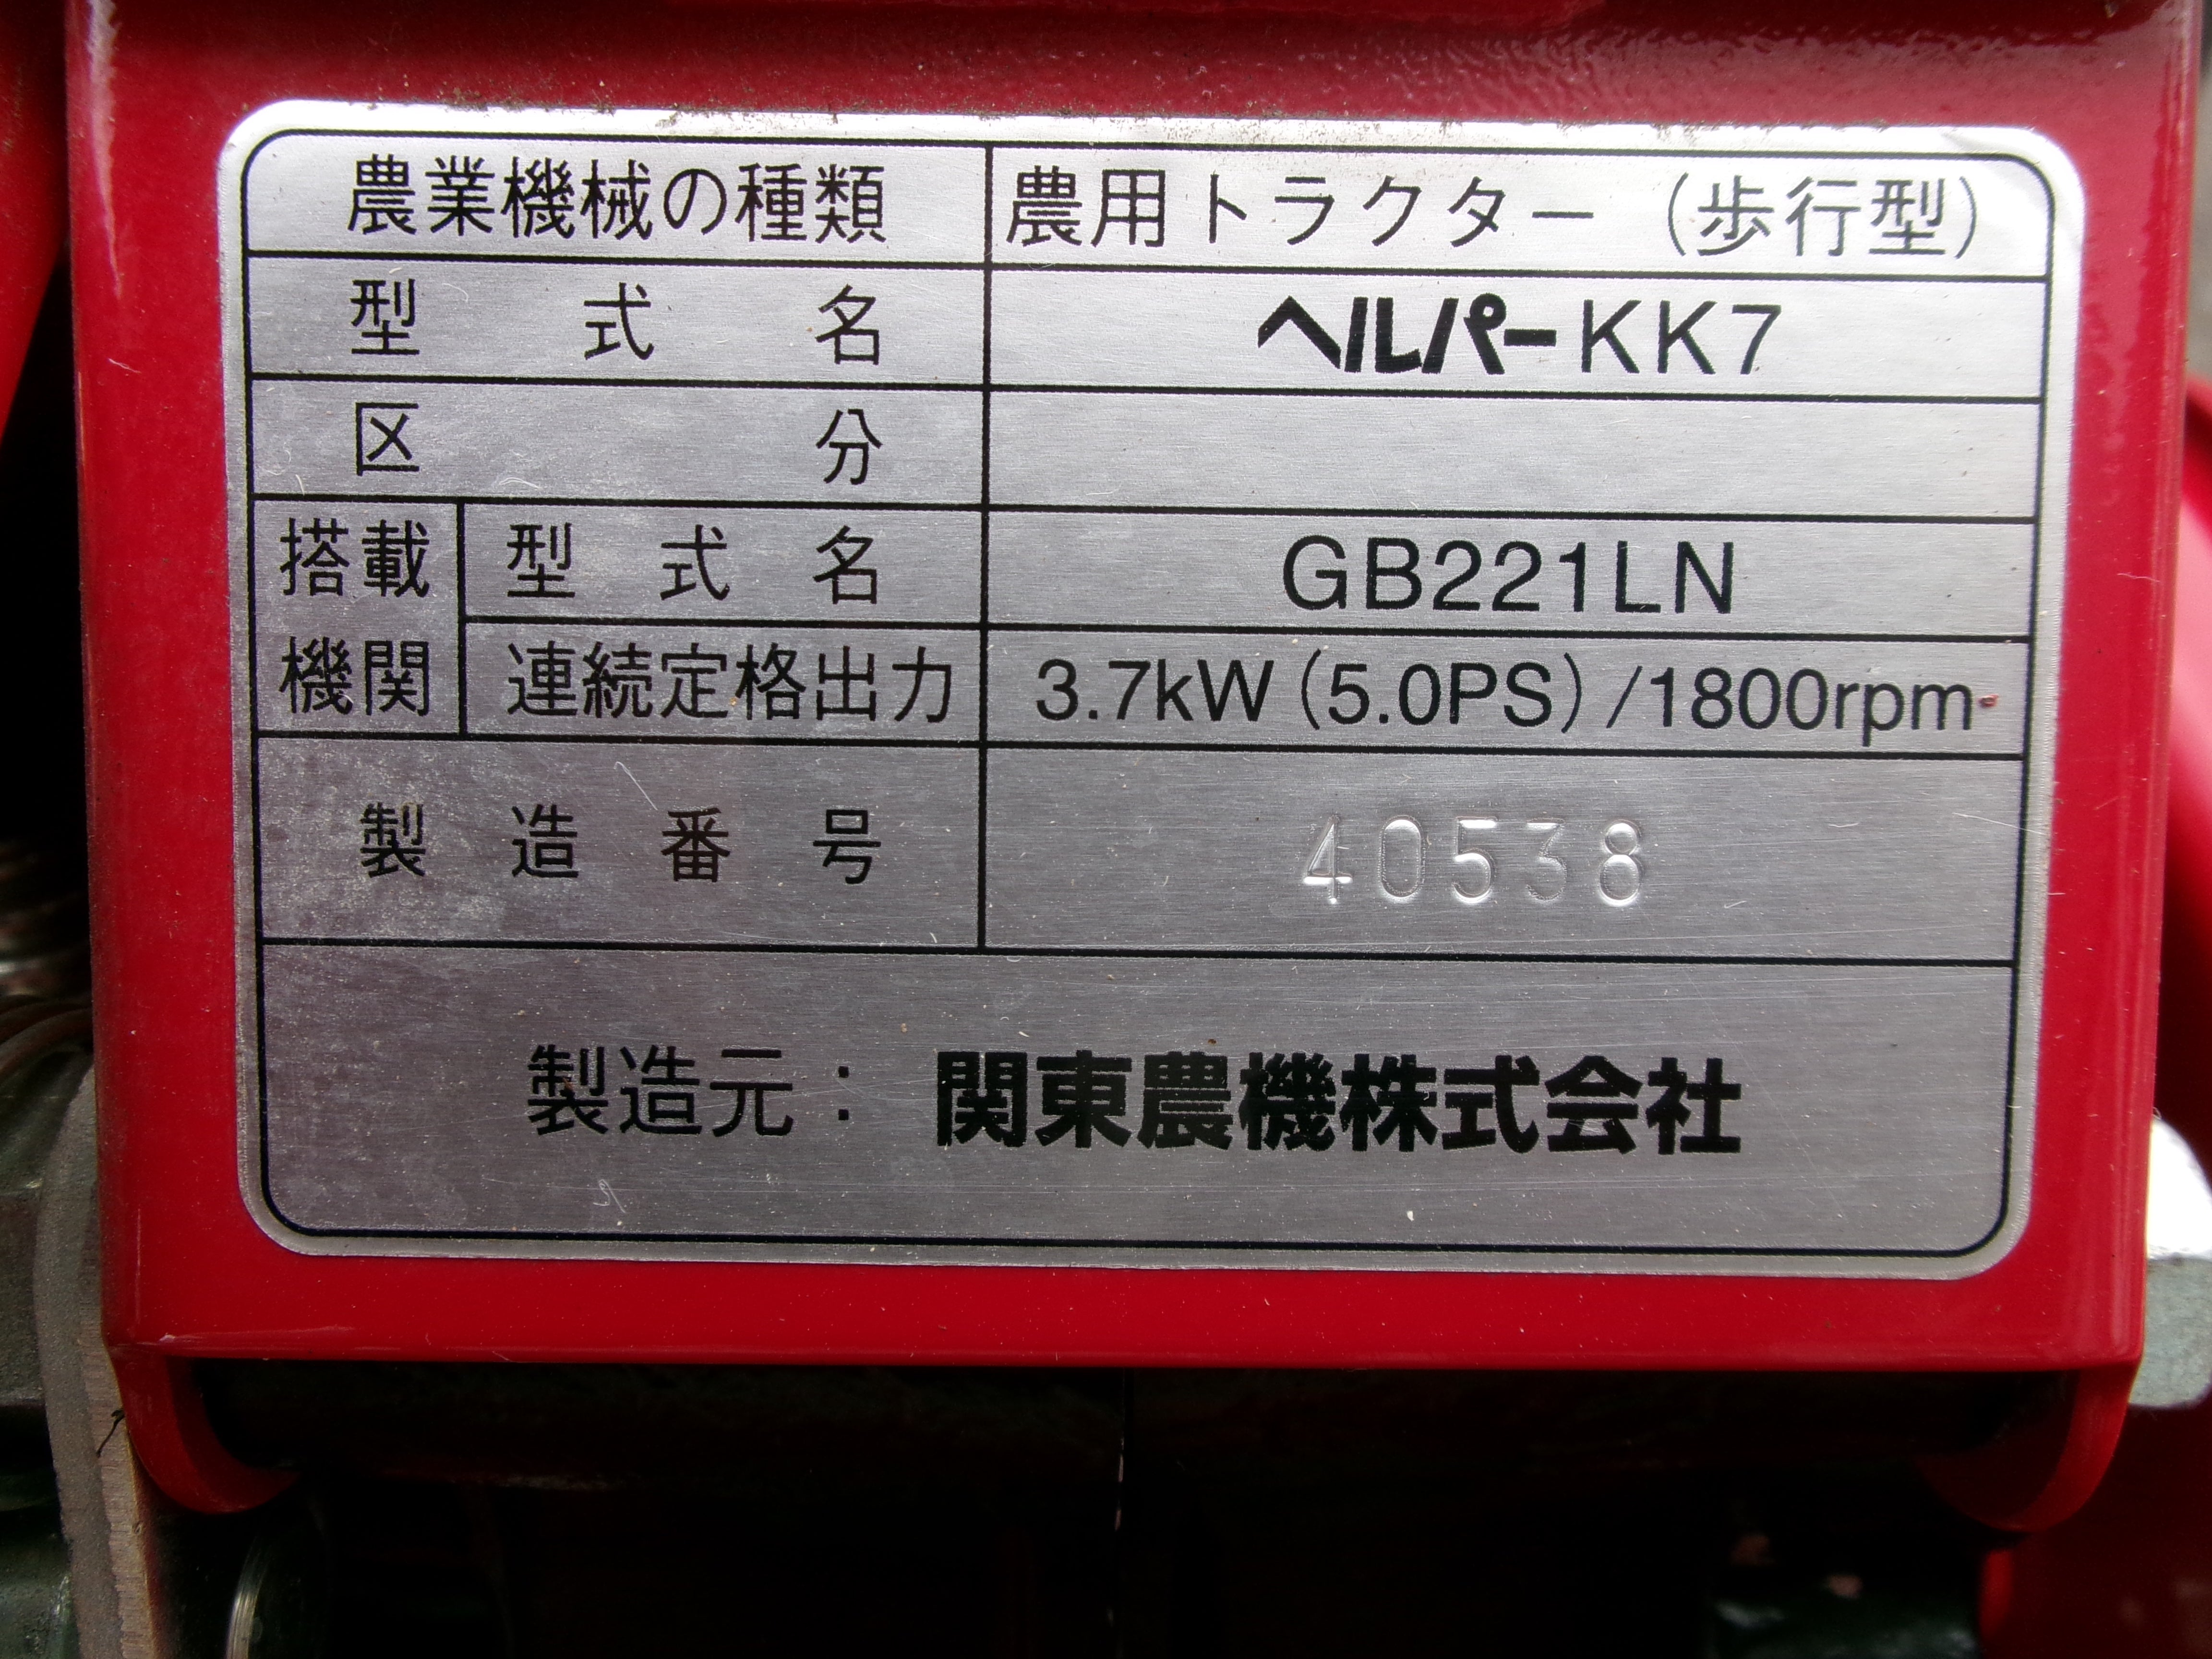 農業機械の種類 農用トラクター(歩行型)
型式名 ヘルパーKK7
区分
搭載機関 型式名 GB221LN
連続定格出力 3.7kW(5.0PS)/1800rpm
製造番号 40538
製造元:関東農機株式会社